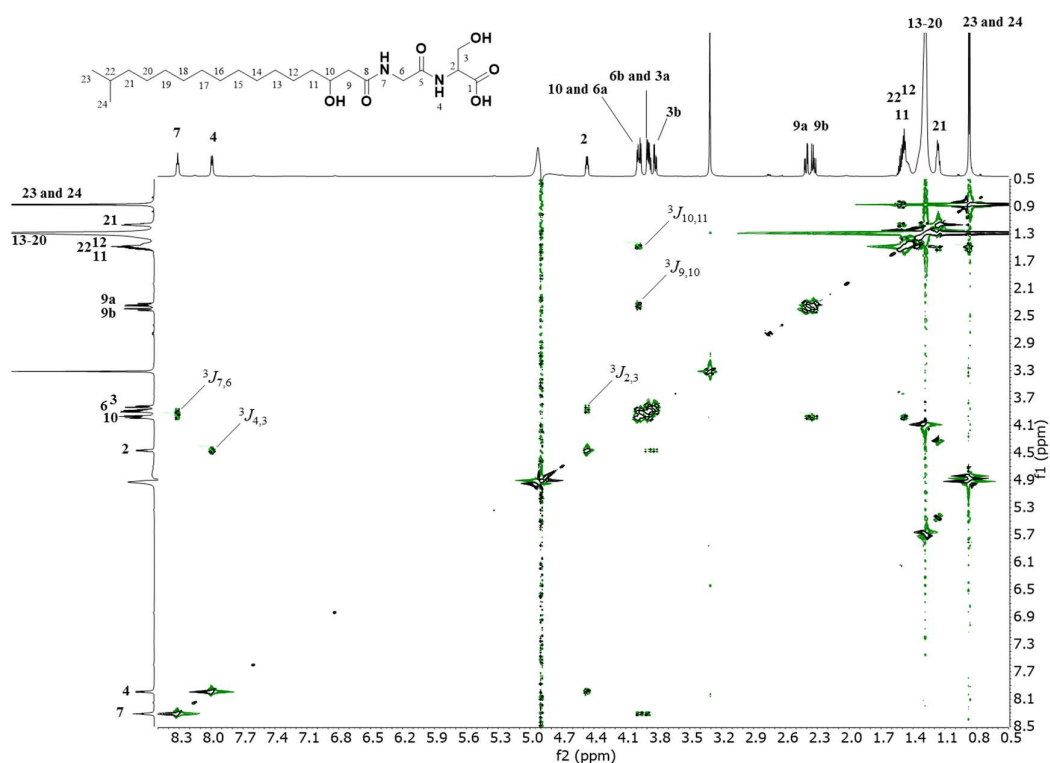 OH
O
22 20 18 16 14 12 10 8 H 6 O 3
23 N 2
21 19 17 15 13 11 9 7 5 N 1 OH
24 OH O H O
4
13-20 23 and 24
6b and 3a
10 and 6a 22 12
3b 11
7 4 2 9a 9b 21
23 and 24
21
13-20
22 12
11
9a
9b
6 3
10
2
4
7
³J₁₀,₁₁
³J₉,₁₀
³J₇,₆
³J₂,₃
³J₄,₃
0.5
0.9
1.3
1.7
2.1
2.5
2.9
3.3
3.7
4.1
4.5
4.9
5.3
5.7
6.1
6.5
6.9
7.3
7.7
8.1
8.5
f1 (ppm)
8.3 8.0 7.7 7.4 7.1 6.8 6.5 6.2 5.9 5.6 5.3 5.0 4.7 4.4 4.1 3.8 3.5 3.2 2.9 2.6 2.3 2.0 1.7 1.4 1.1 0.8 0.5
f2 (ppm)